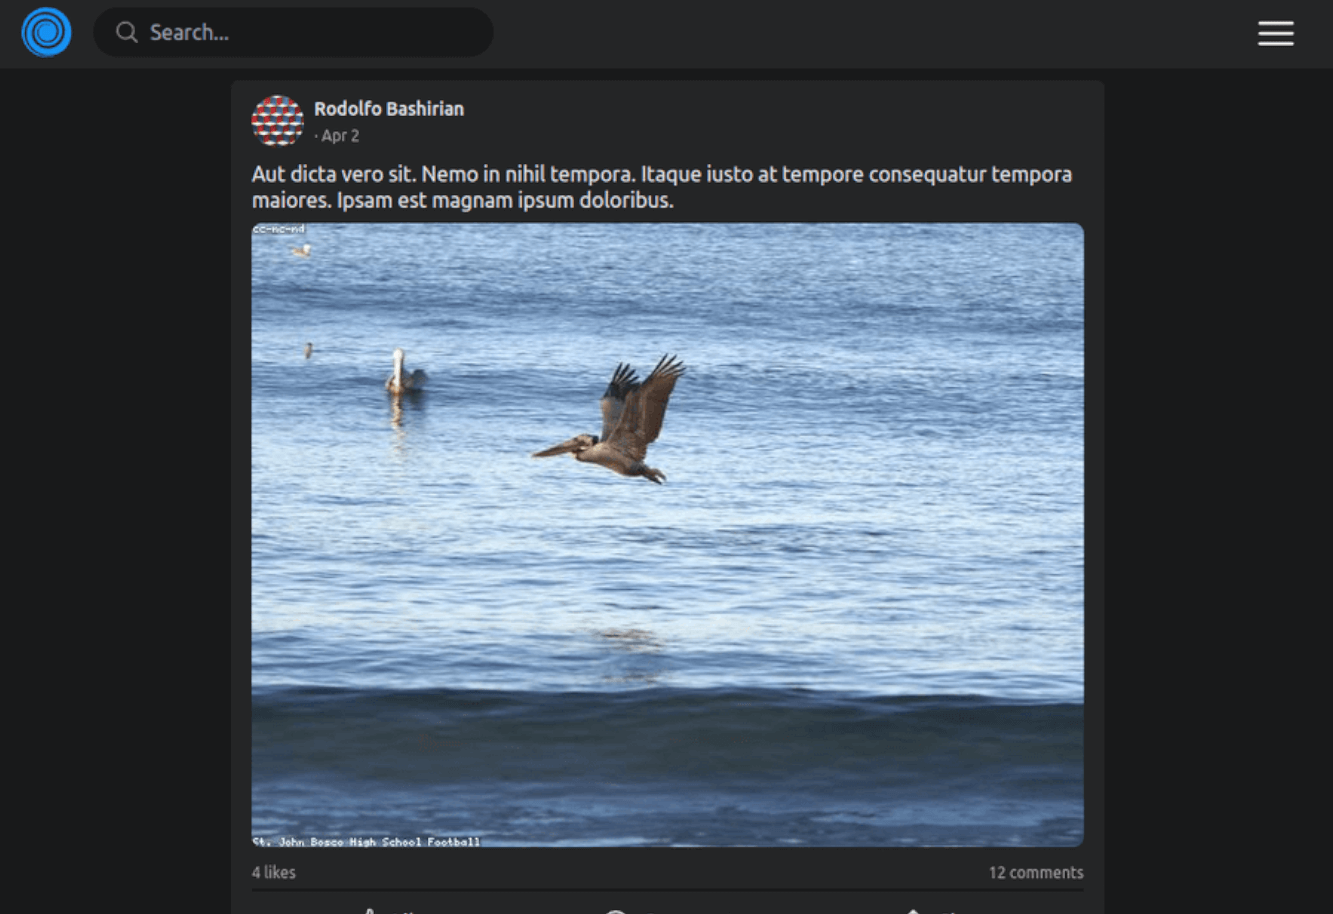 Search...
Rodolfo Bashirian
· Apr 2
Aut dicta vero sit. Nemo in nihil tempora. Itaque iusto at tempore consequatur tempora
maiores. Ipsam est magnam ipsum doloribus.
cc-nc-nd
St. John Bosco High School Football
4 likes
12 comments